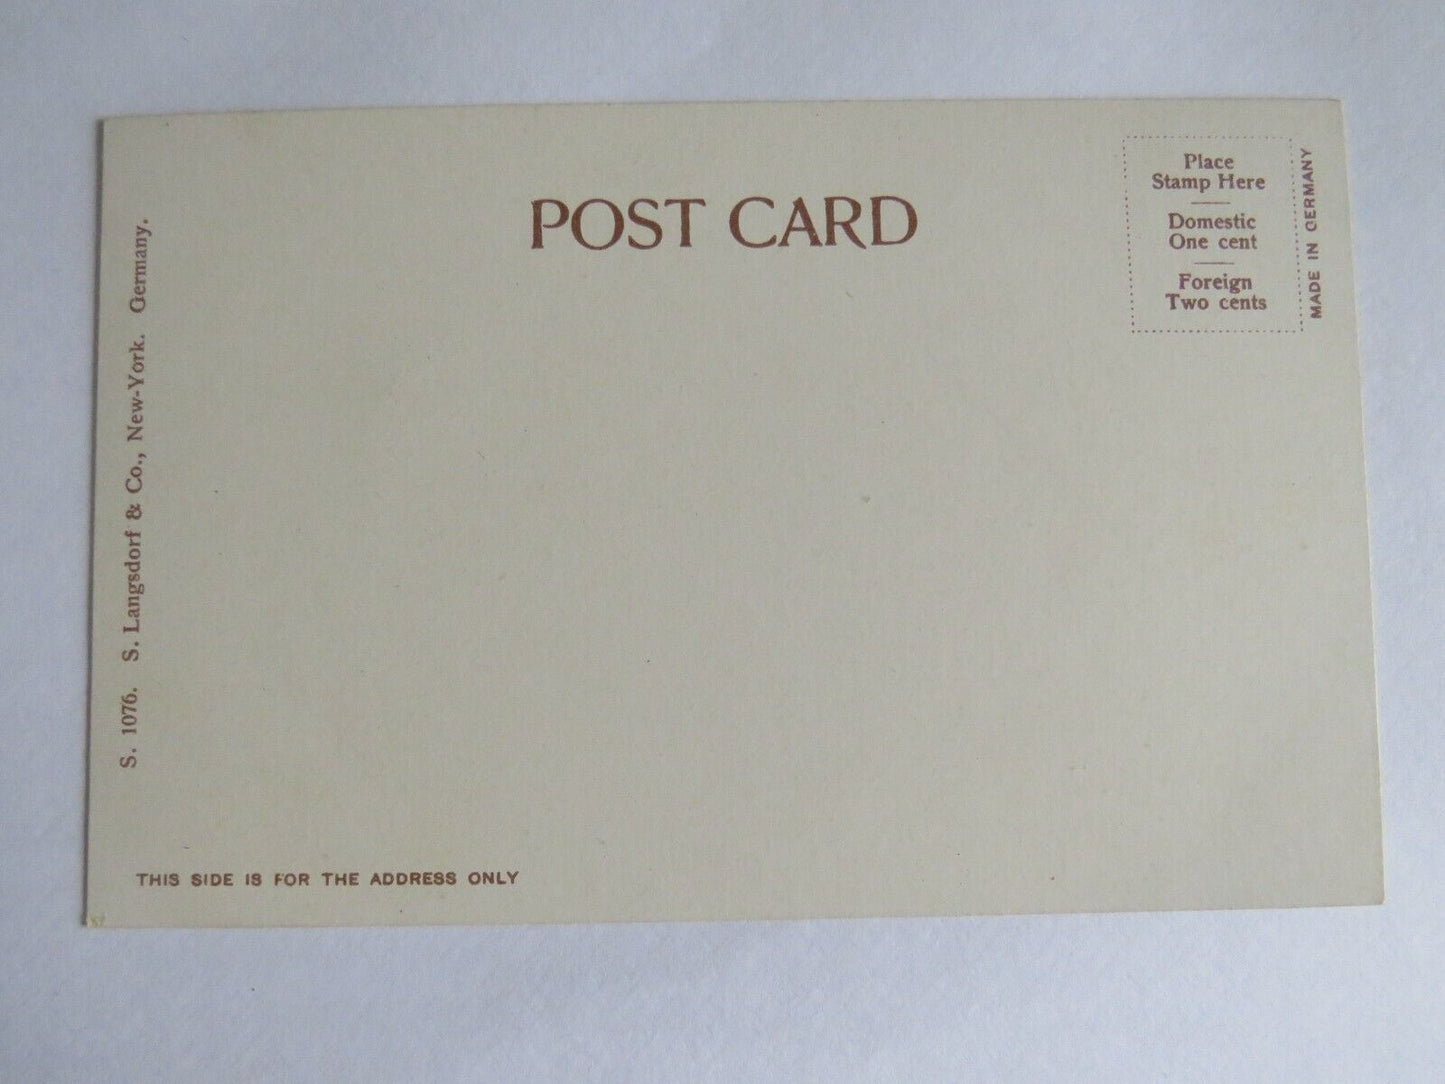 POST CARD
Place
Stamp Here
Domestic
One cent
Foreign
Two cents
MADE IN GERMANY
S. 1076. S. Langsdorf & Co., New-York. Germany.
THIS SIDE IS FOR THE ADDRESS ONLY